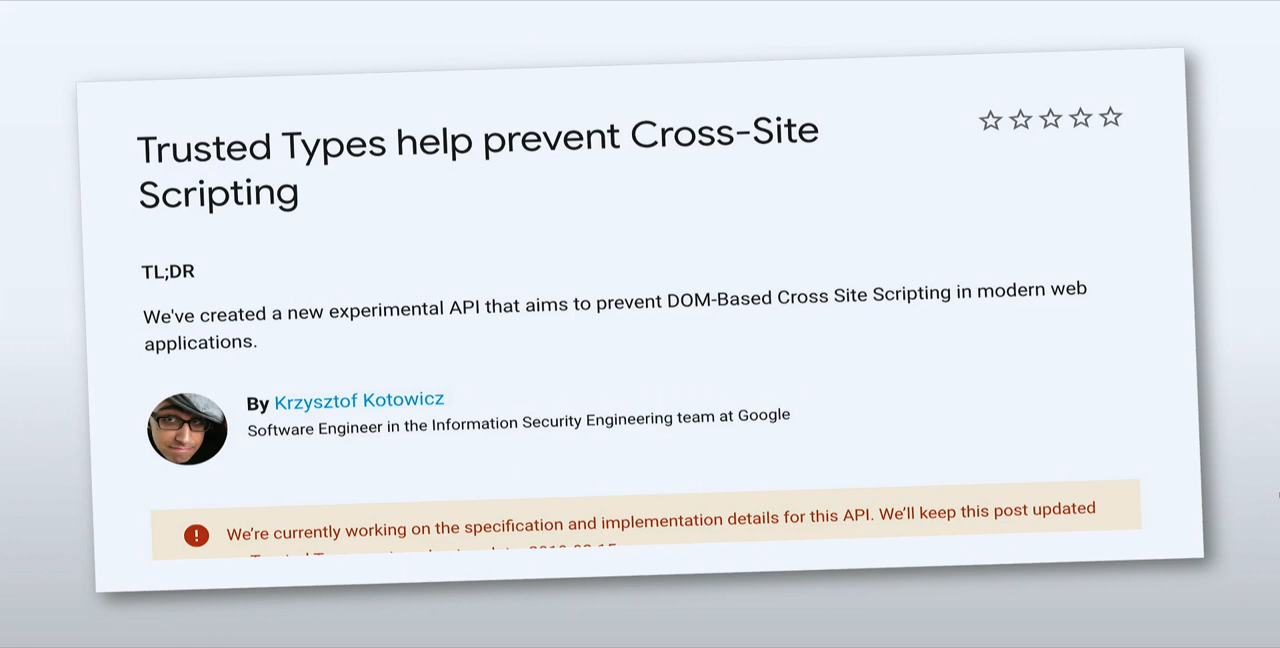 Trusted Types help prevent Cross-Site
Scripting
TL;DR
We've created a new experimental API that aims to prevent DOM-Based Cross Site Scripting in modern web
applications.
By Krzysztof Kotowicz
Software Engineer in the Information Security Engineering team at Google
We’re currently working on the specification and implementation details for this API. We’ll keep this post updated